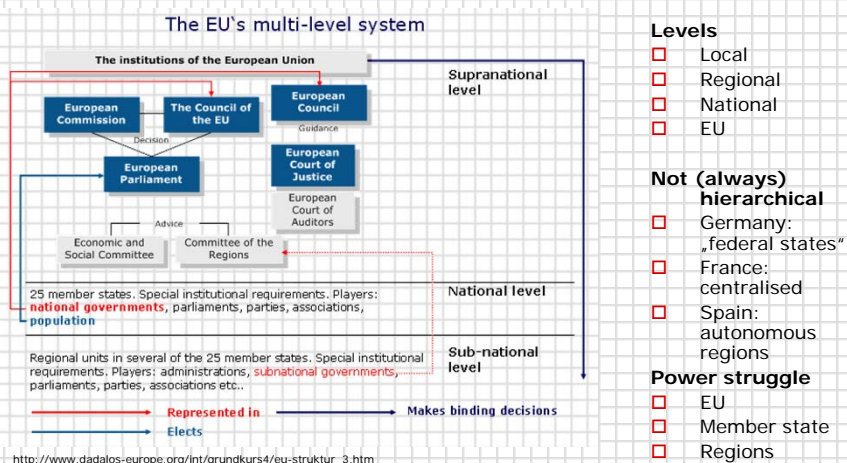 The EU's multi-level system
The institutions of the European Union
Supranational
level
European
Commission
The Council of
the EU
European
Council
Guidance
Decision
European
Parliament
European
Court of
Justice
European
Court of
Auditors
Advice
Economic and
Social Committee
Committee of the
Regions
National level
25 member states. Special institutional requirements. Players:
national governments, parliaments, parties, associations,
population
Sub-national
level
Regional units in several of the 25 member states. Special institutional
requirements. Players: administrations, subnational governments,
parliaments, parties, associations etc..
Represented in
Makes binding decisions
Elects
http://www.dadalos-europe.org/int/grundkurs4/eu-struktur_3.htm
Levels
Local
Regional
National
EU
Not (always)
hierarchical
Germany:
„federal states“
France:
centralised
Spain:
autonomous
regions
Power struggle
EU
Member state
Regions